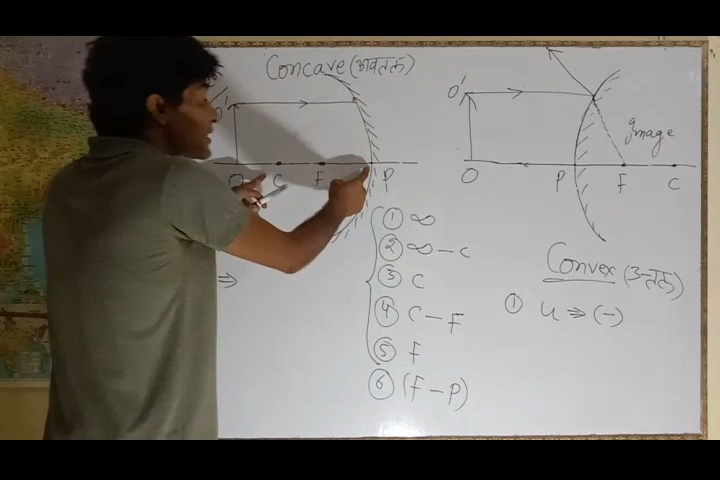 Concave (अवतल)
O'
O C F P
① ∞
② ∞ - C
③ C
④ C - F
⑤ F
⑥ (F - P)
⇒
O'
Image
O P F C
Convex (उत्तल)
① u ⇒ (-)